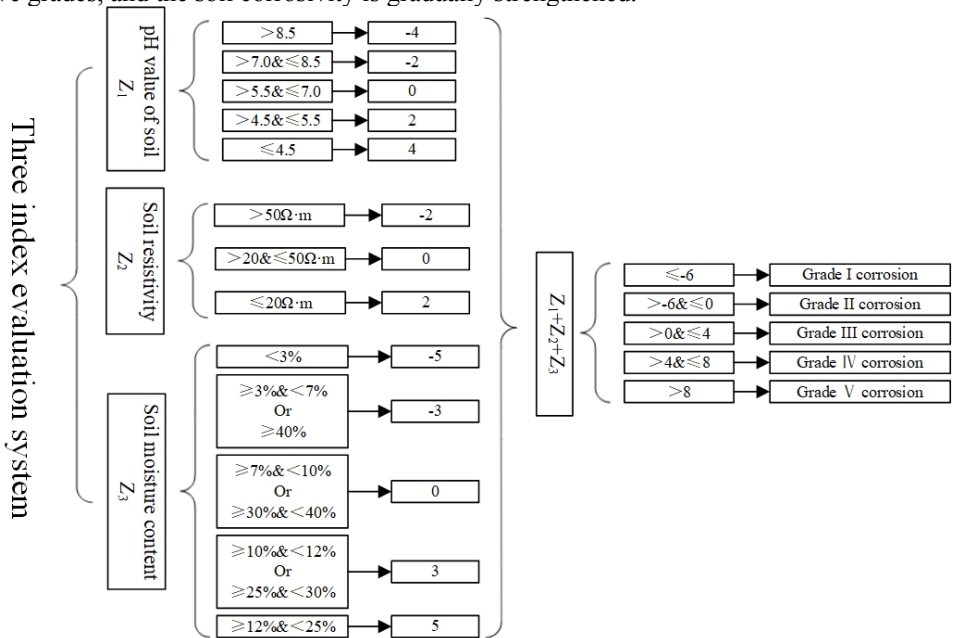 ve grades, and the soil corrosivity is gradually strengthened.
Three index evaluation system
pH value of soil
Z₁
>8.5
-4
>7.0&≤8.5
-2
>5.5&≤7.0
0
>4.5&≤5.5
2
≤4.5
4
Soil resistivity
Z₂
>50Ω·m
-2
>20&≤50Ω·m
0
≤20Ω·m
2
Soil moisture content
Z₃
<3%
-5
≥3%&<7%
Or
≥40%
-3
≥7%&<10%
Or
≥30%&<40%
0
≥10%&<12%
Or
≥25%&<30%
3
≥12%&<25%
5
Z₁+Z₂+Z₃
≤-6
Grade Ⅰ corrosion
>-6&≤0
Grade Ⅱ corrosion
>0&≤4
Grade Ⅲ corrosion
>4&≤8
Grade Ⅳ corrosion
>8
Grade Ⅴ corrosion